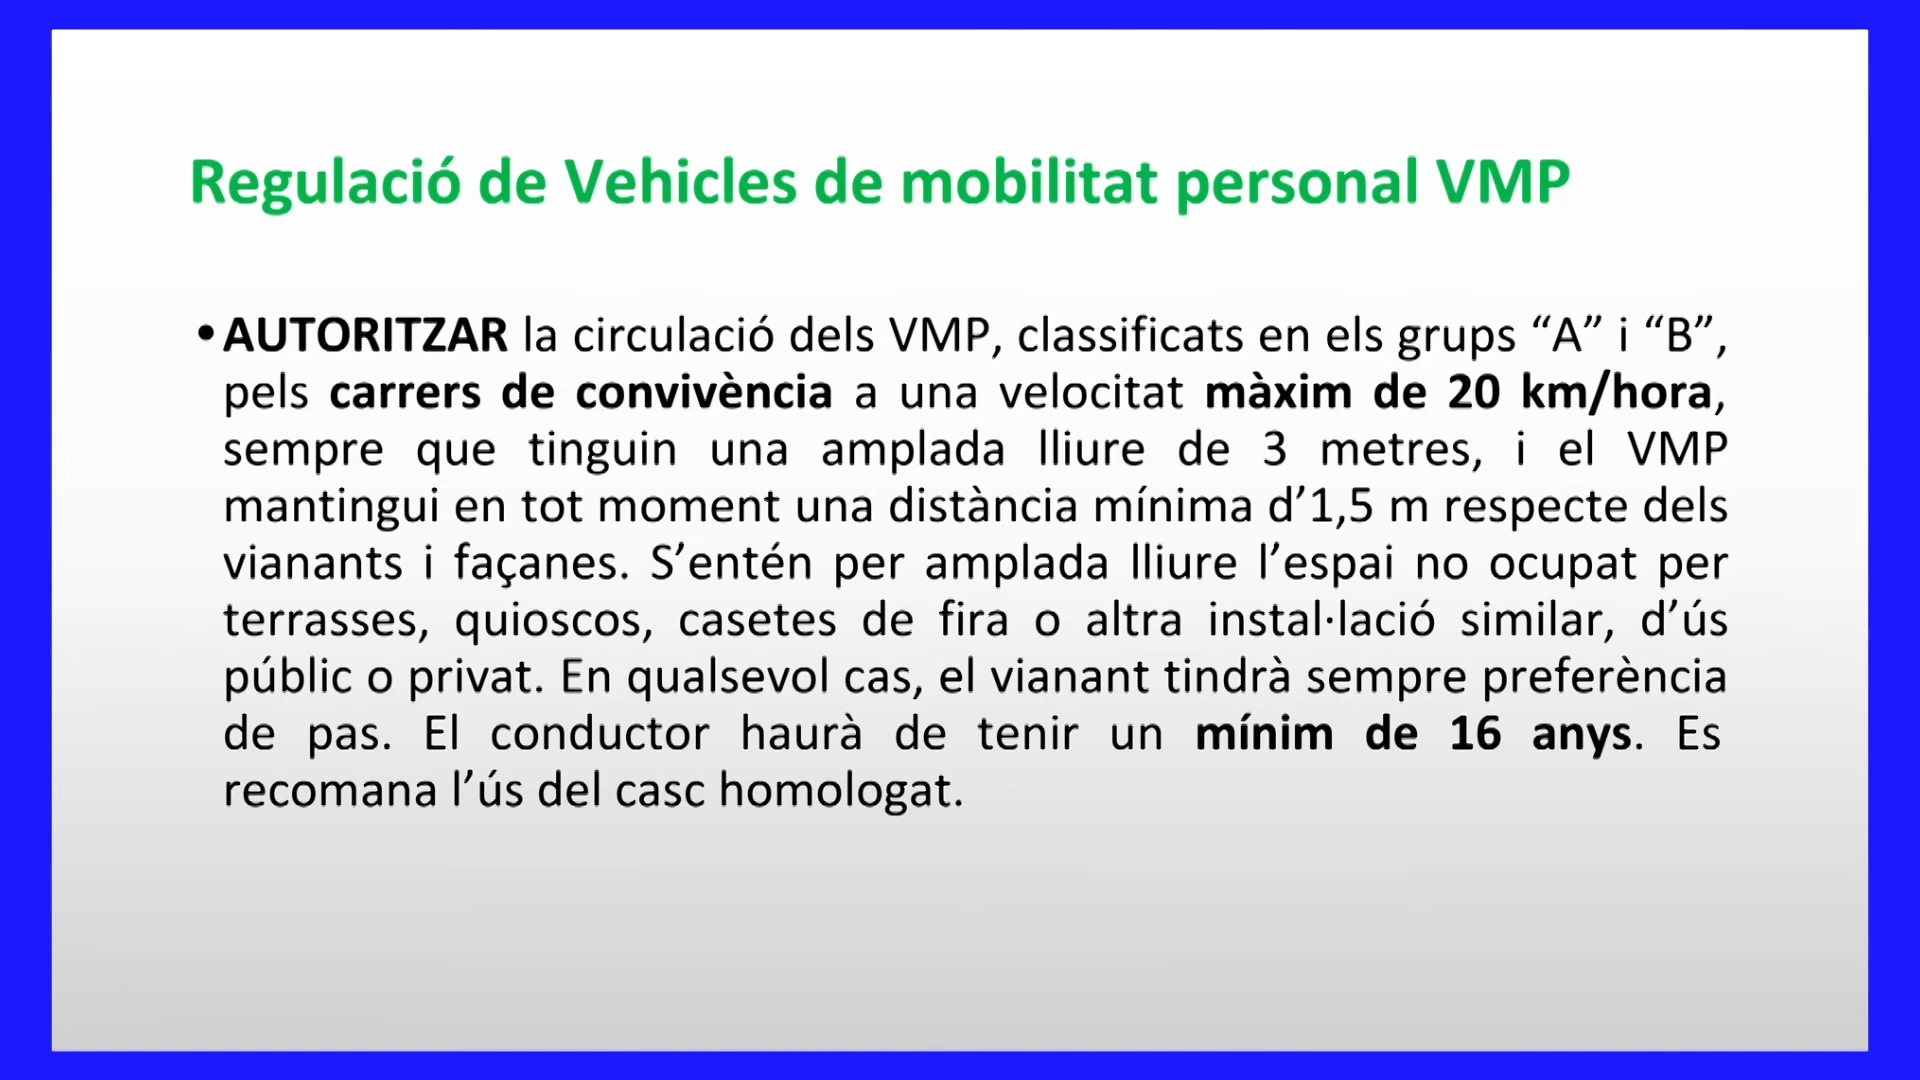 Regulació de Vehicles de mobilitat personal VMP
•AUTORITZAR la circulació dels VMP, classificats en els grups “A” i “B”,
pels carrers de convivència a una velocitat màxim de 20 km/hora,
sempre que tinguin una amplada lliure de 3 metres, i el VMP
mantingui en tot moment una distància mínima d’1,5 m respecte dels
vianants i façanes. S’entén per amplada lliure l’espai no ocupat per
terrasses, quioscos, casetes de fira o altra instal·lació similar, d’ús
públic o privat. En qualsevol cas, el vianant tindrà sempre preferència
de pas. El conductor haurà de tenir un mínim de 16 anys. Es
recomana l’ús del casc homologat.